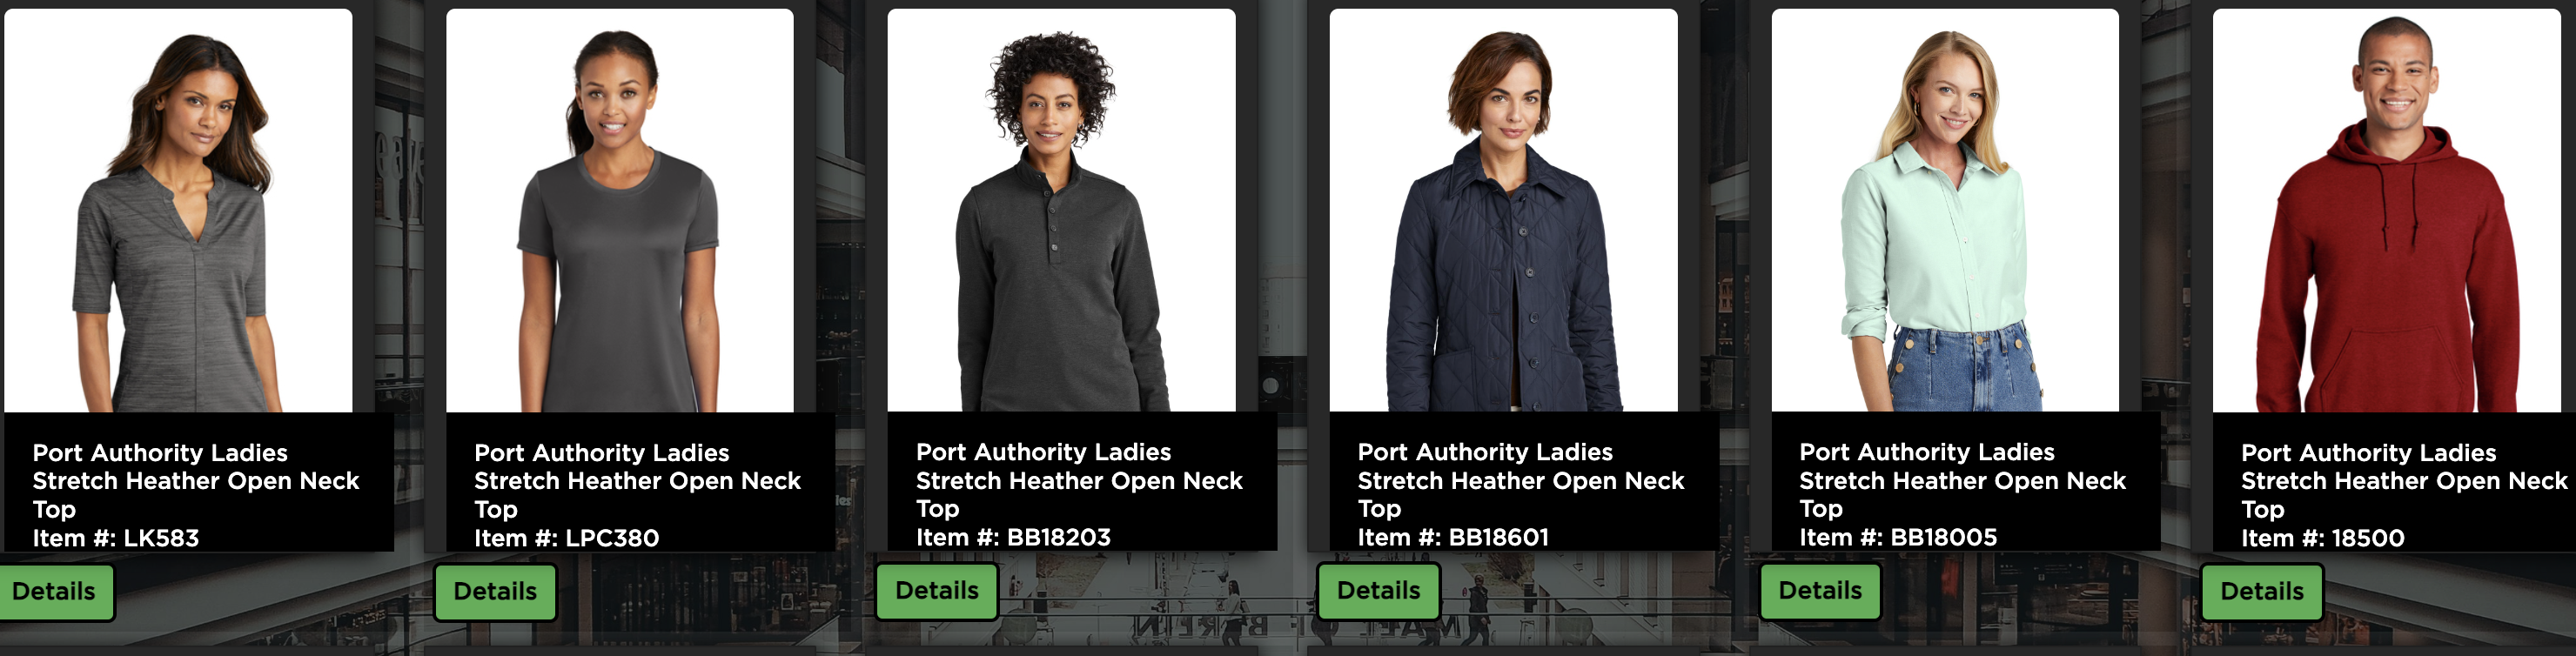 Port Authority Ladies
Stretch Heather Open Neck
Top
Item #: LK583
Details
Port Authority Ladies
Stretch Heather Open Neck
Top
Item #: LPC380
Details
Port Authority Ladies
Stretch Heather Open Neck
Top
Item #: BB18203
Details
Port Authority Ladies
Stretch Heather Open Neck
Top
Item #: BB18601
Details
Port Authority Ladies
Stretch Heather Open Neck
Top
Item #: BB18005
Details
Port Authority Ladies
Stretch Heather Open Neck
Top
Item #: 18500
Details